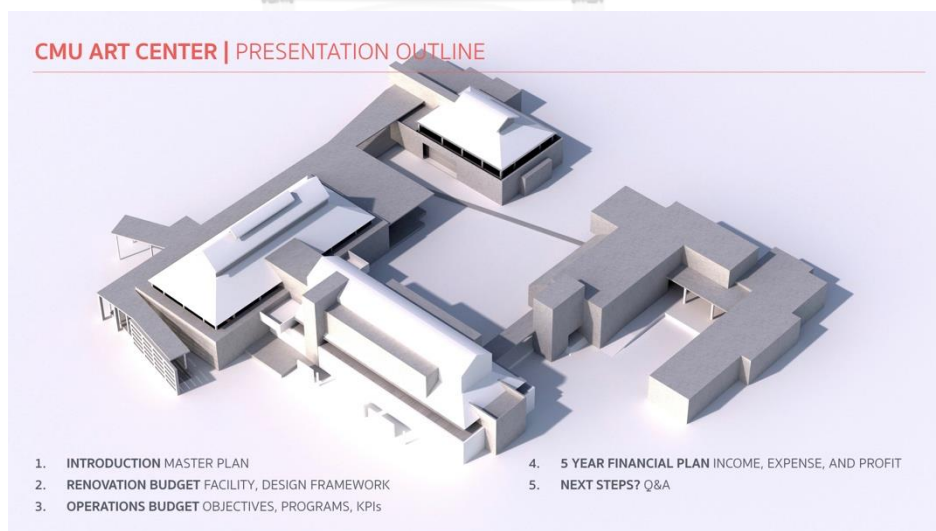 CMU ART CENTER | PRESENTATION OUTLINE
1. INTRODUCTION MASTER PLAN
2. RENOVATION BUDGET FACILITY, DESIGN FRAMEWORK
3. OPERATIONS BUDGET OBJECTIVES, PROGRAMS, KPIs
4. 5 YEAR FINANCIAL PLAN INCOME, EXPENSE, AND PROFIT
5. NEXT STEPS? Q&A